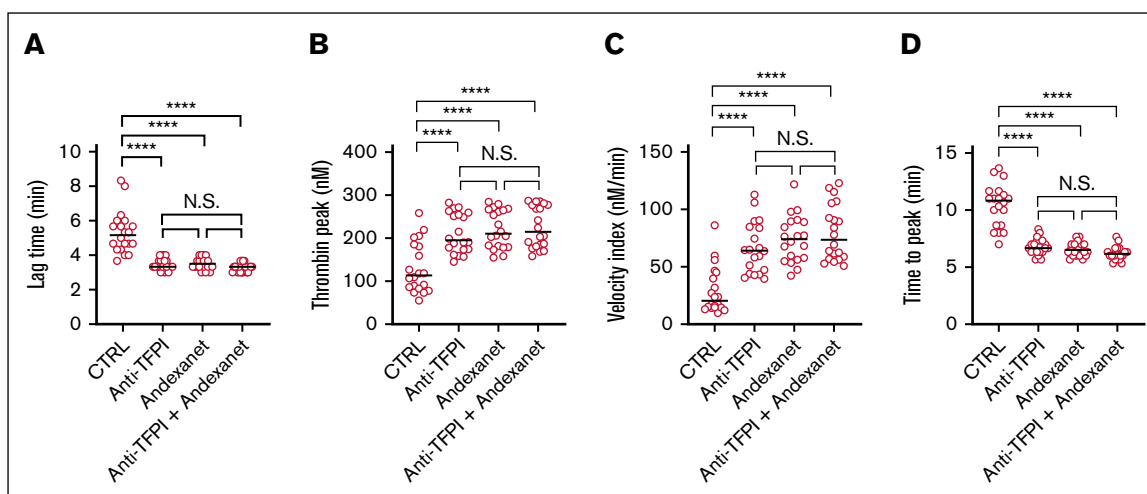 A
B
C
D
****
****
****
N.S.
Lag time (min)
10
8
6
4
2
0
CTRL
Anti-TFPI
Andexanet
Anti-TFPI + Andexanet
****
****
****
N.S.
Thrombin peak (nM)
400
300
200
100
0
CTRL
Anti-TFPI
Andexanet
Anti-TFPI + Andexanet
****
****
****
N.S.
Velocity index (nM/min)
150
100
50
0
CTRL
Anti-TFPI
Andexanet
Anti-TFPI + Andexanet
****
****
****
N.S.
Time to peak (min)
15
10
5
0
CTRL
Anti-TFPI
Andexanet
Anti-TFPI + Andexanet